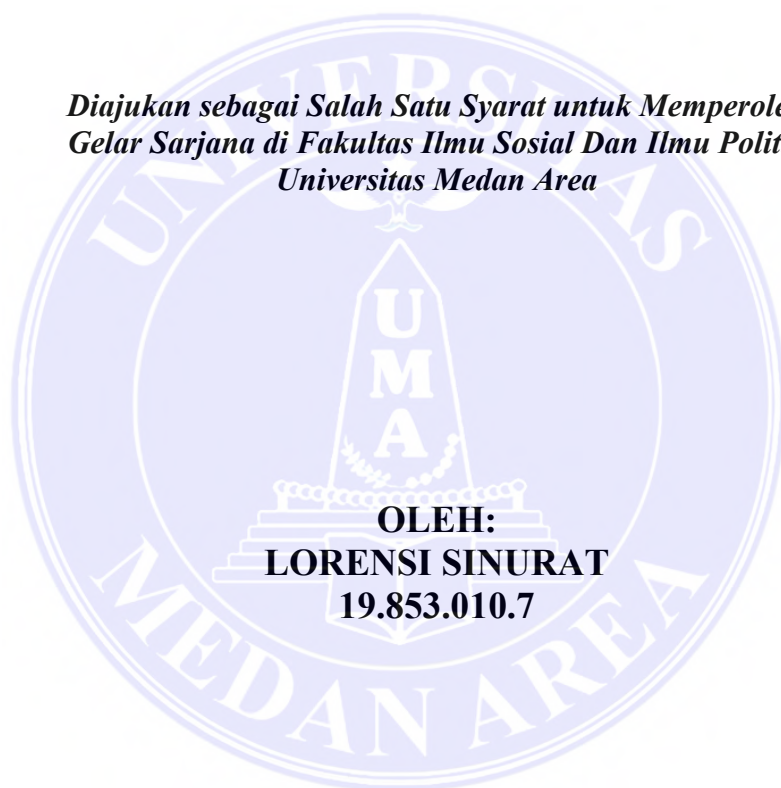 Diajukan sebagai Salah Satu Syarat untuk Memperole
Gelar Sarjana di Fakultas Ilmu Sosial Dan Ilmu Polit
Universitas Medan Area
UNIVERSITAS
UMA
OLEH:
LORENSI SINURAT
19.853.010.7
MEDAN AREA